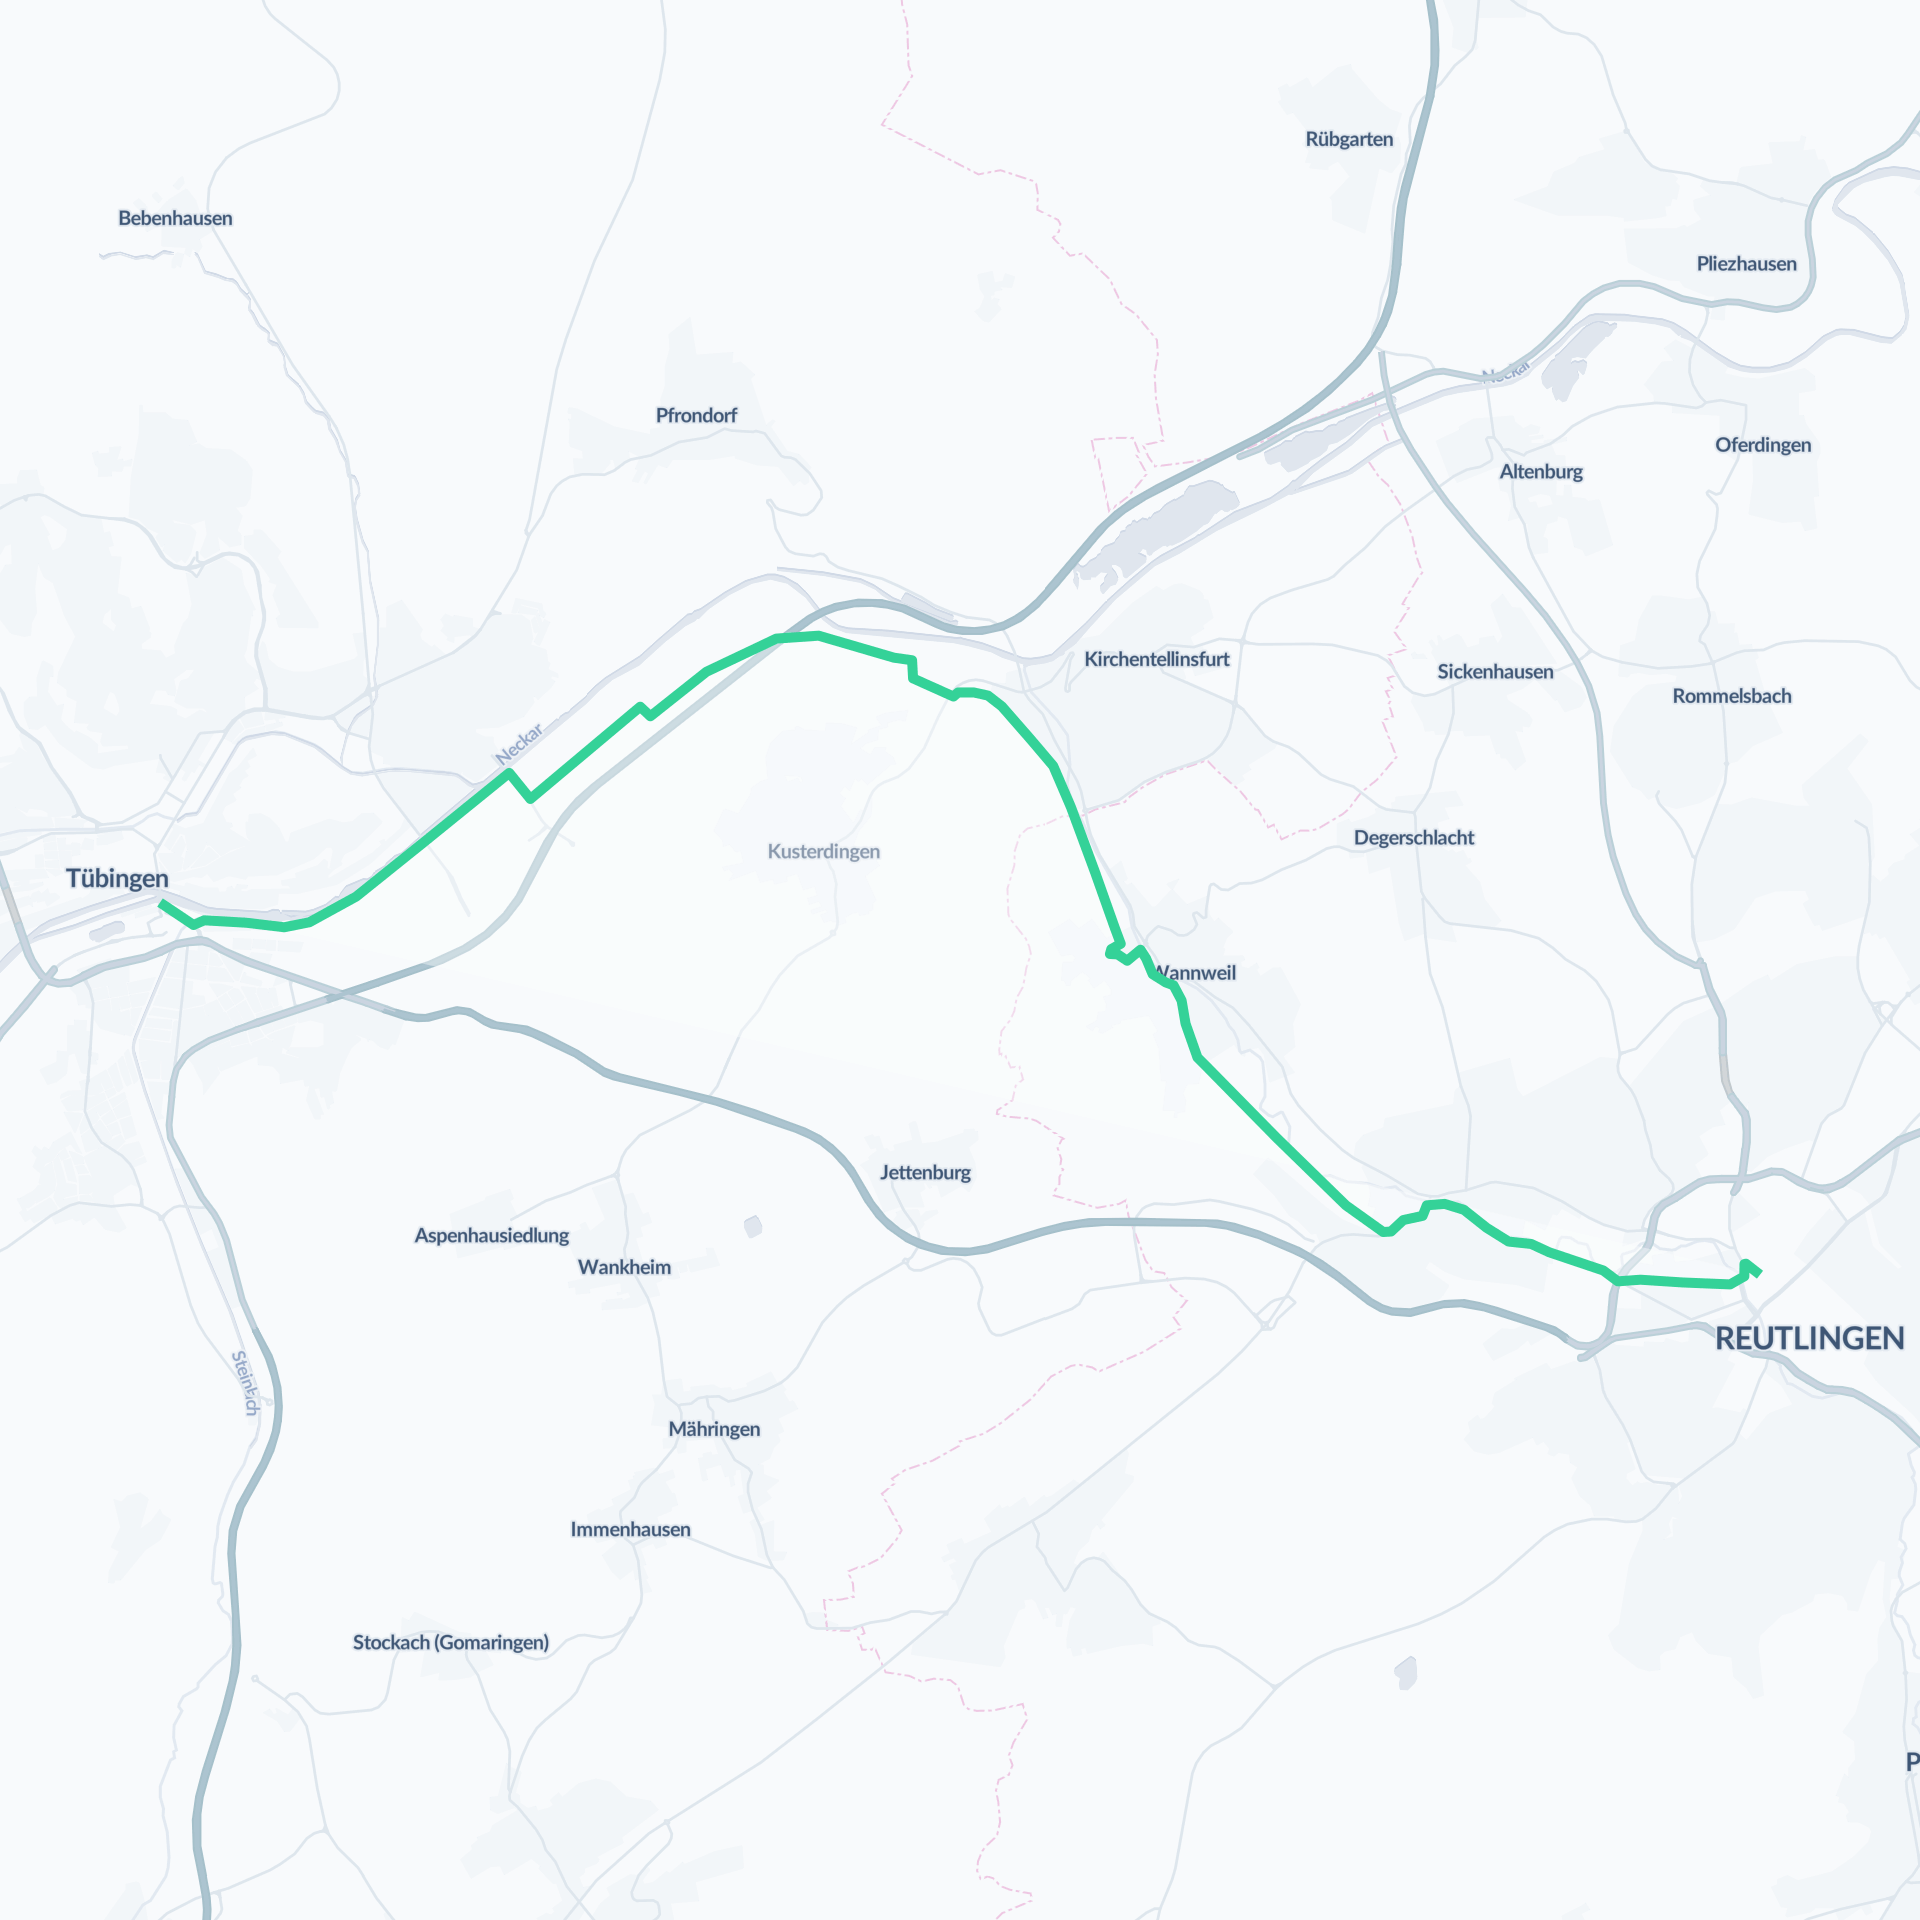 Rübgarten
Bebenhausen
Pliezhausen
Neckar
Pfrondorf
Oferdingen
Altenburg
Kirchentellinsfurt
Sickenhausen
Rommelsbach
Neckar
Degerschlacht
Kusterdingen
Tübingen
Wannweil
Jettenburg
Aspenhausiedlung
Wankheim
REUTLINGEN
Steinlach
Mähringen
Immenhausen
Stockach (Gomaringen)
P